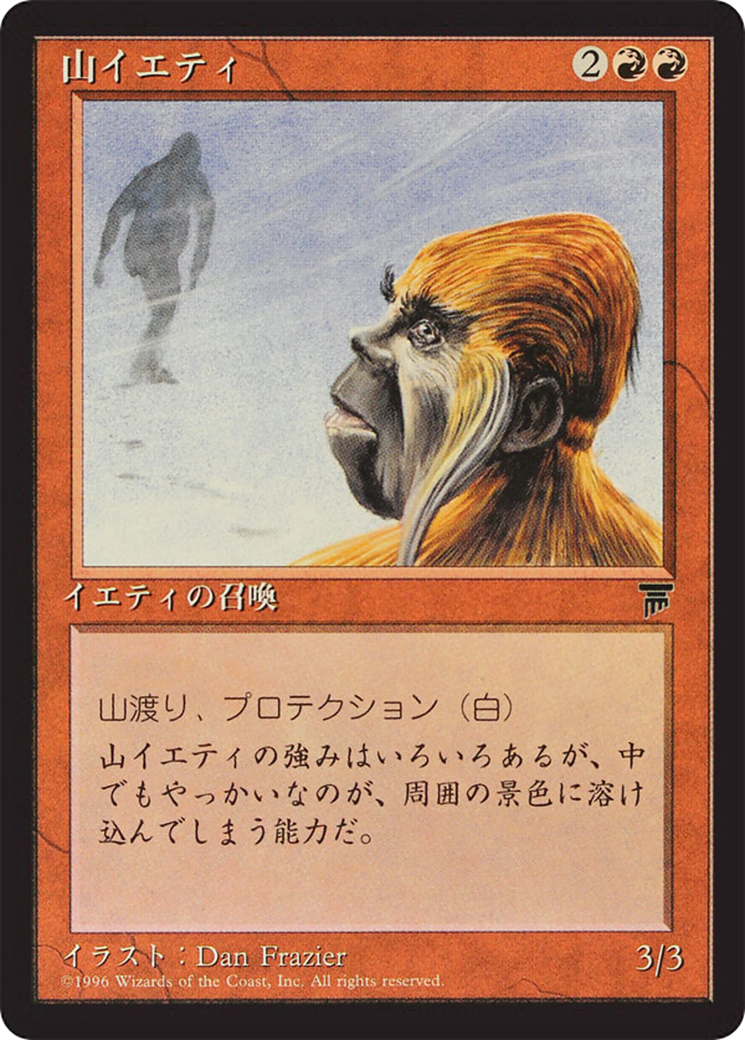 山イエティ 2
イエティの召喚
山渡り、プロテクション（白）
山イエティの強みはいろいろあるが、中
でもやっかいなのが、周囲の景色に溶け
込んでしまう能力だ。
イラスト：Dan Frazier 3/3
©1996 Wizards of the Coast, Inc. All rights reserved.